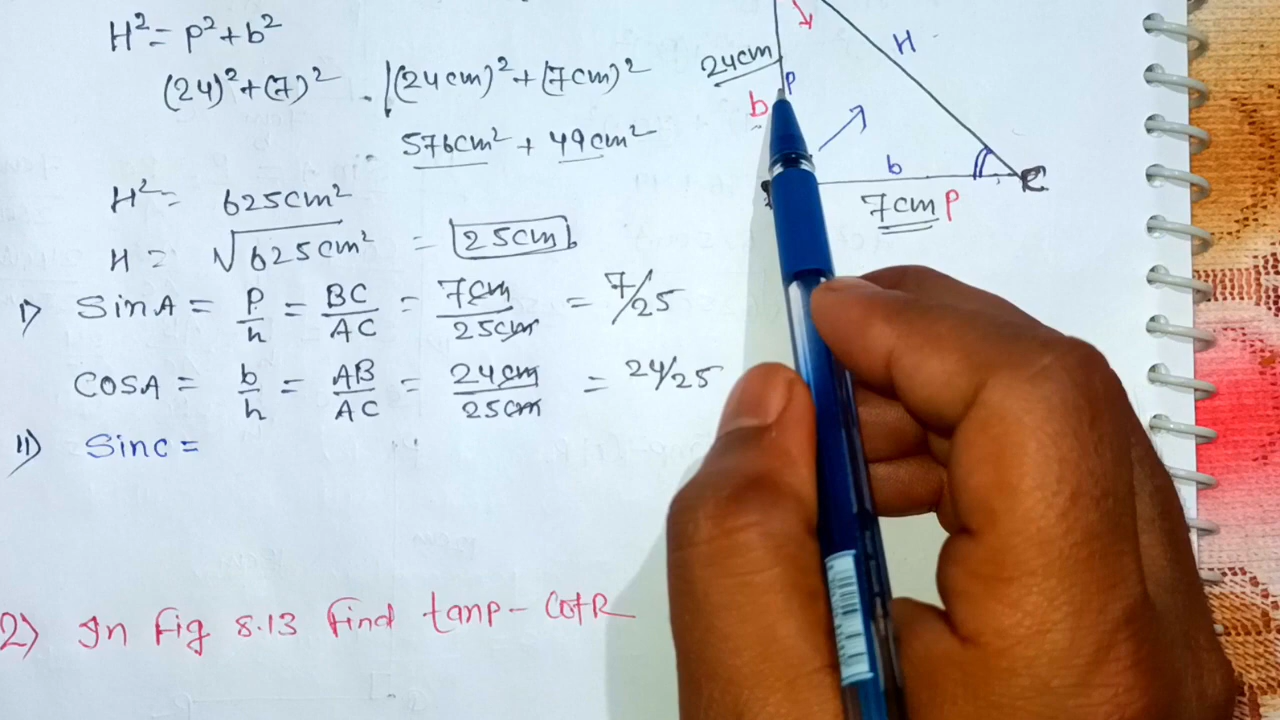 H² = p² + b²
(24)² + (7)²
(24cm)² + (7cm)²
576cm² + 49cm²
H² = 625cm²
H = √625cm² = 25cm
24cm
H
b
p
b
C
7cm
p
1) SinA = P/h = BC/AC = 7cm/25cm = 7/25
COSA = b/h = AB/AC = 24cm/25cm = 24/25
11) Sinc =
2) In Fig 8.13 find tanp - CotR